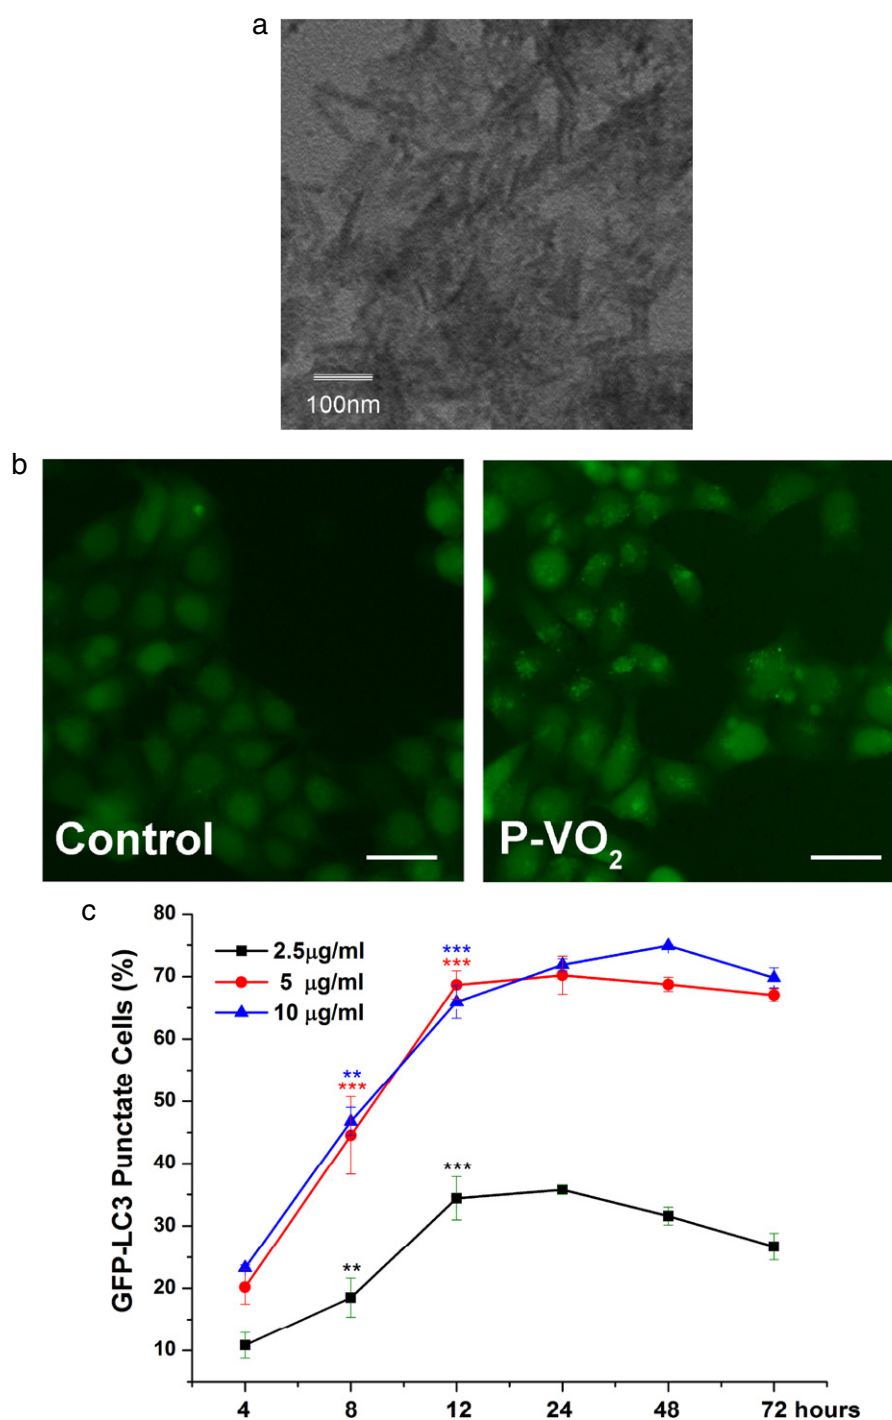 a
100nm
b
Control
P-VO₂
c
GFP-LC3 Punctate Cells (%)
80
70
60
50
40
30
20
10
2.5μg/ml
5 μg/ml
10 μg/ml
***
***
**
***
***
**
4 8 12 24 48 72 hours